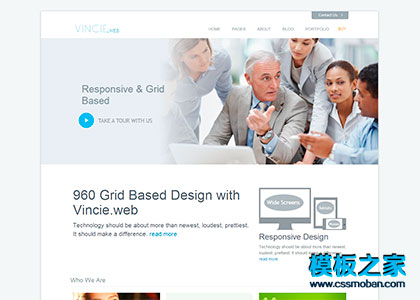 Contact Us
VINCIE.WEB
HOME PAGES ABOUT BLOG PORTFOLIO BUY
Responsive & Grid
Based
TAKE A TOUR WITH US
960 Grid Based Design with
Vincie.web
Technology should be about more than newest, loudest, prettiest.
It should make a difference. read more
Wide Screens
Responsive Design
Technology should be about more than newest,
loudest, prettiest. It should make a difference.
read more
Who We Are
模板之家
www.cssmoban.com